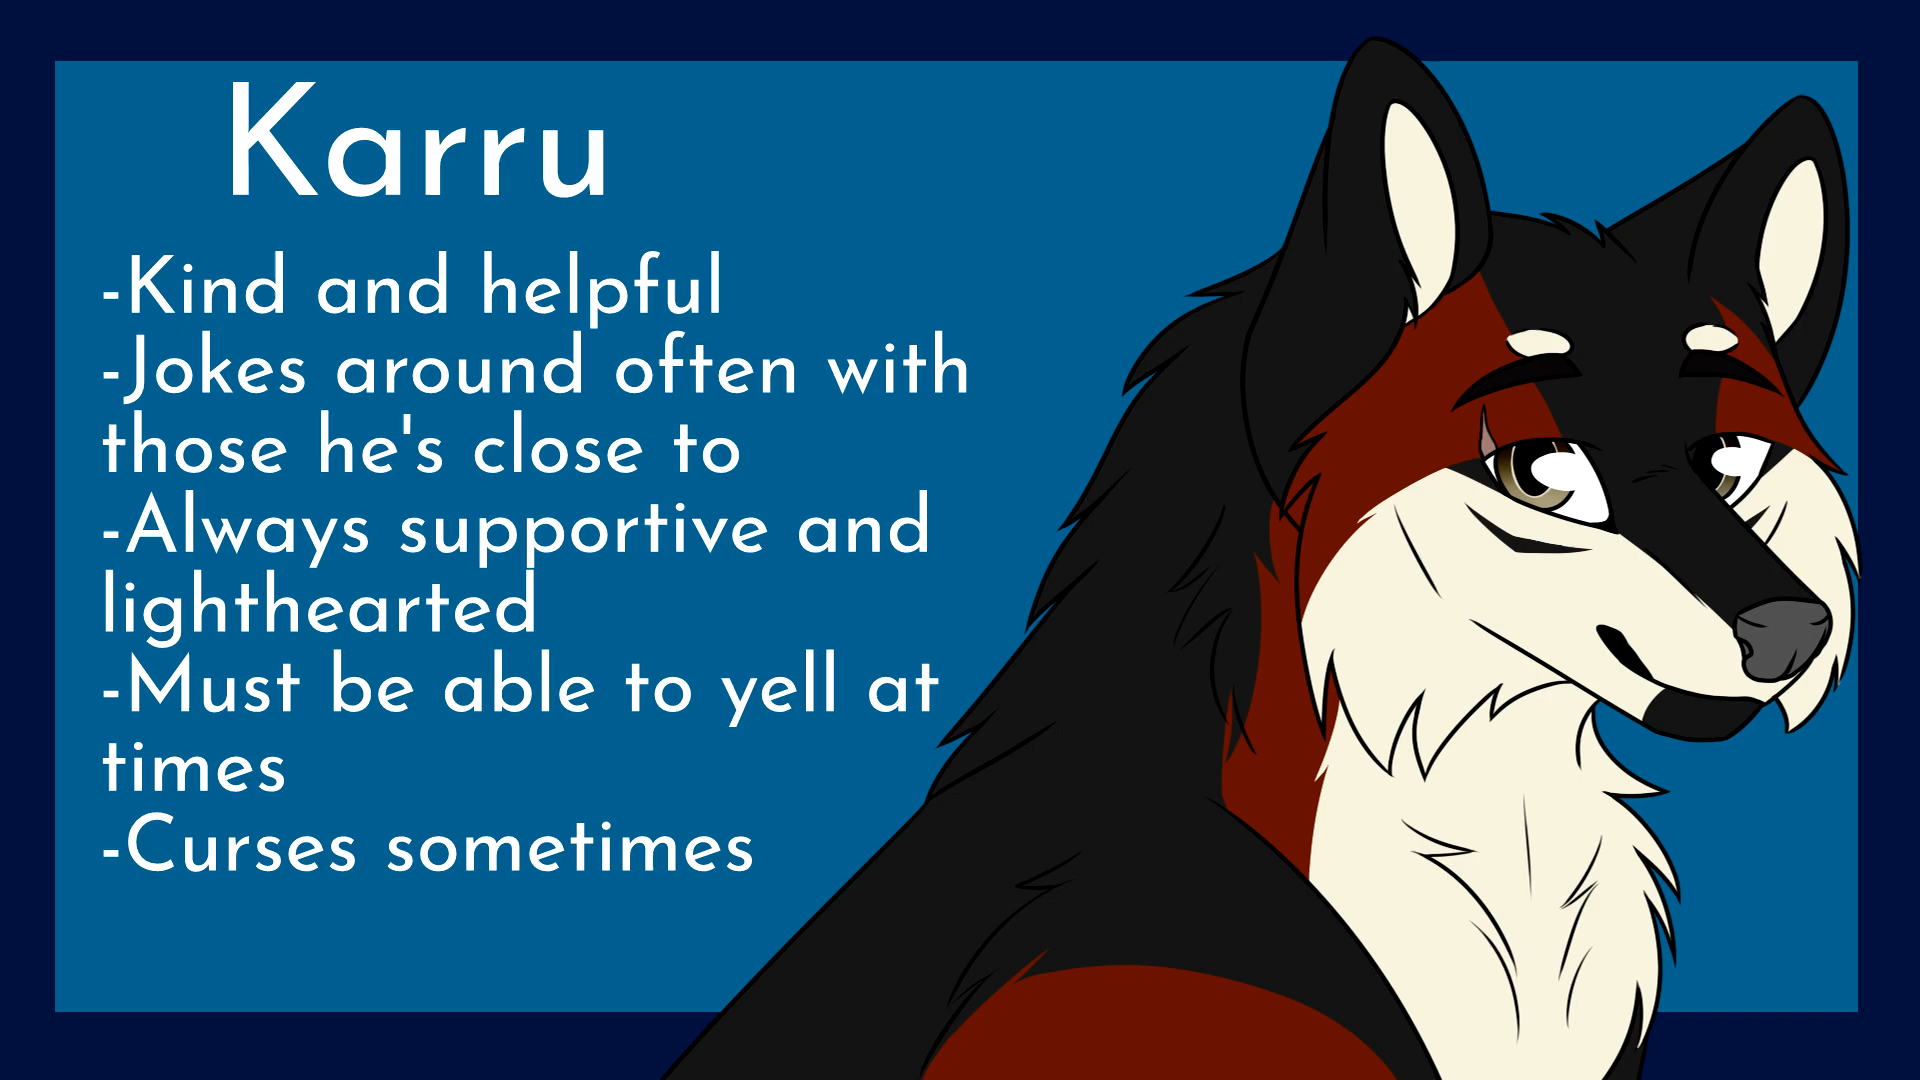 Karru
-Kind and helpful
-Jokes around often with
those he's close to
-Always supportive and
lighthearted
-Must be able to yell at
times
-Curses sometimes